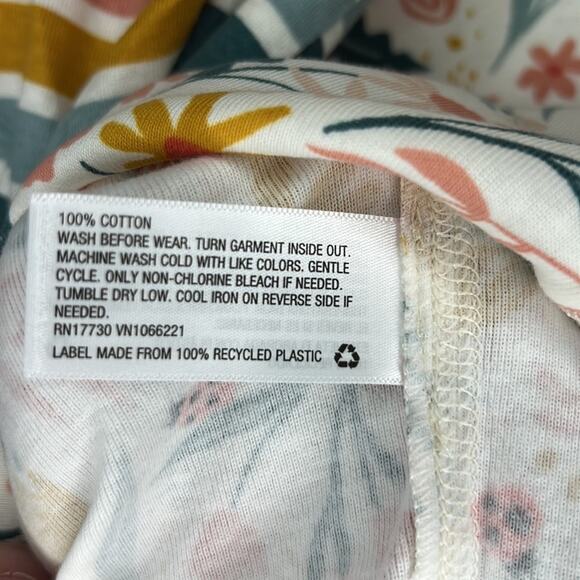 100% COTTON
WASH BEFORE WEAR. TURN GARMENT INSIDE OUT.
MACHINE WASH COLD WITH LIKE COLORS. GENTLE
CYCLE. ONLY NON-CHLORINE BLEACH IF NEEDED.
TUMBLE DRY LOW. COOL IRON ON REVERSE SIDE IF
NEEDED.
RN17730 VN1066221
LABEL MADE FROM 100% RECYCLED PLASTIC